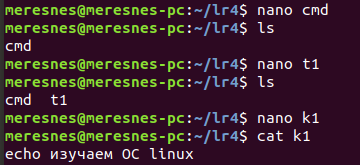 meresnes@meresnes-pc:~/lr4$ nano cmd
meresnes@meresnes-pc:~/lr4$ ls
cmd
meresnes@meresnes-pc:~/lr4$ nano t1
meresnes@meresnes-pc:~/lr4$ ls
cmd  t1
meresnes@meresnes-pc:~/lr4$ nano k1
meresnes@meresnes-pc:~/lr4$ cat k1
echo изучаем ОС linux